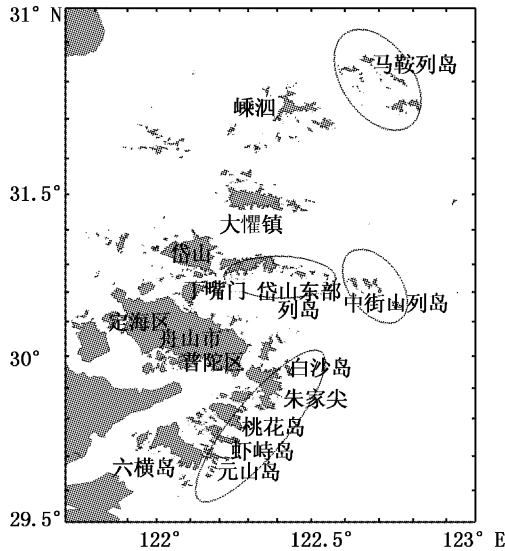 31° N
马鞍列岛
嵊泗
31.5°
大懼镇
岱山
嘴门 岱山东部
列岛
中街山列岛
定海区
舟山市
普陀区
30°
白沙岛
朱家尖
桃花岛
虾峙岛
六横岛
元山岛
29.5°
122° 122.5° 123° E